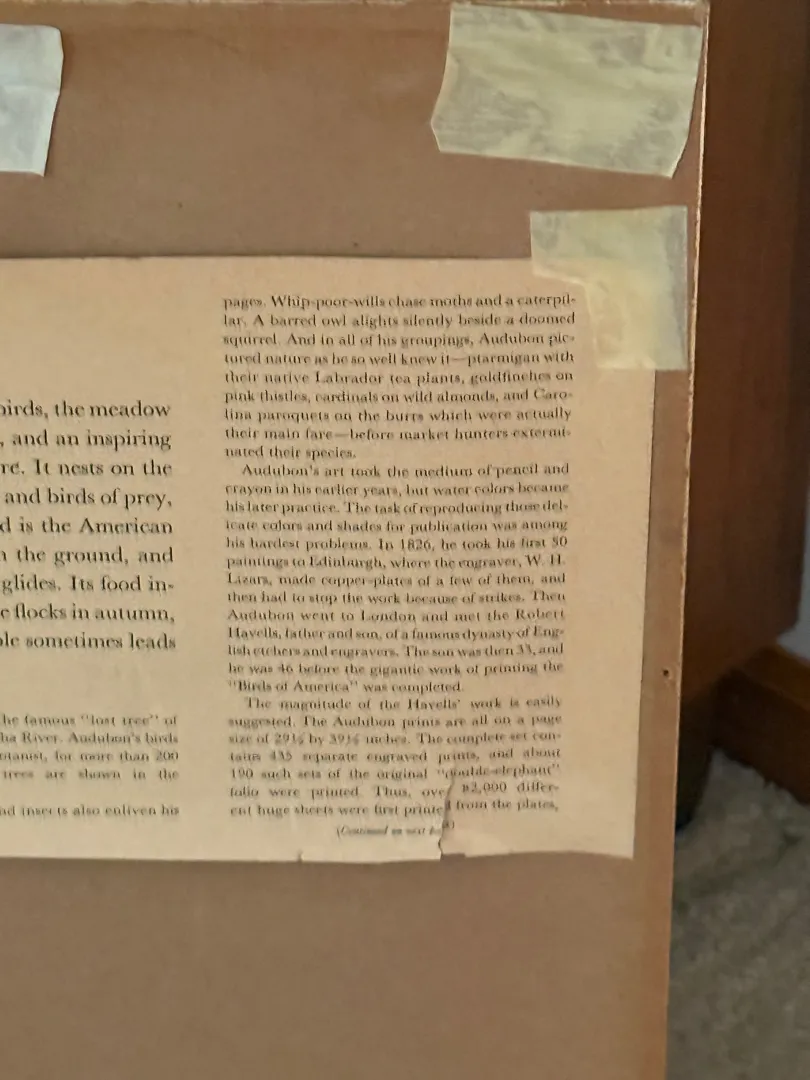 birds, the meadow
, and an inspiring
re. It nests on the
and birds of prey,
d is the American
n the ground, and
glides. Its food in-
e flocks in autumn,
ole sometimes leads
he famous "lost tree" of
ha River. Audubon's birds
otanist, for more than 200
trees are shown in the
nd insects also enliven his
pages. Whip-poor-wills chase moths and a caterpil-
lar. A barred owl alights silently beside a doomed
squirrel. And in all of his groupings, Audubon pic-
tured nature as he so well knew it—ptarmigan with
their native Labrador tea plants, goldfinches on
pink thistles, cardinals on wild almonds, and Caro-
lina paroquets on the burrs which were actually
their main fare—before market hunters extermi-
nated their species.
Audubon's art took the medium of pencil and
crayon in his earlier years, but water colors became
his later practice. The task of reproducing those del-
icate colors and shades for publication was among
his hardest problems. In 1826, he took his first 50
paintings to Edinburgh, where the engraver, W. H.
Lizars, made copper-plates of a few of them, and
then had to stop the work because of strikes. Then
Audubon went to London and met the Robert
Havells, father and son, of a famous dynasty of Eng-
lish etchers and engravers. The son was then 33, and
he was 46 before the gigantic work of printing the
"Birds of America" was completed.
The magnitude of the Havells' work is easily
suggested. The Audubon prints are all on a page
size of 29½ by 39½ inches. The complete set con-
tains 435 separate engraved prints, and about
190 such sets of the original "double-elephant"
folio were printed. Thus, over 82,000 differ-
ent huge sheets were first printed from the plates,
(Continued on next